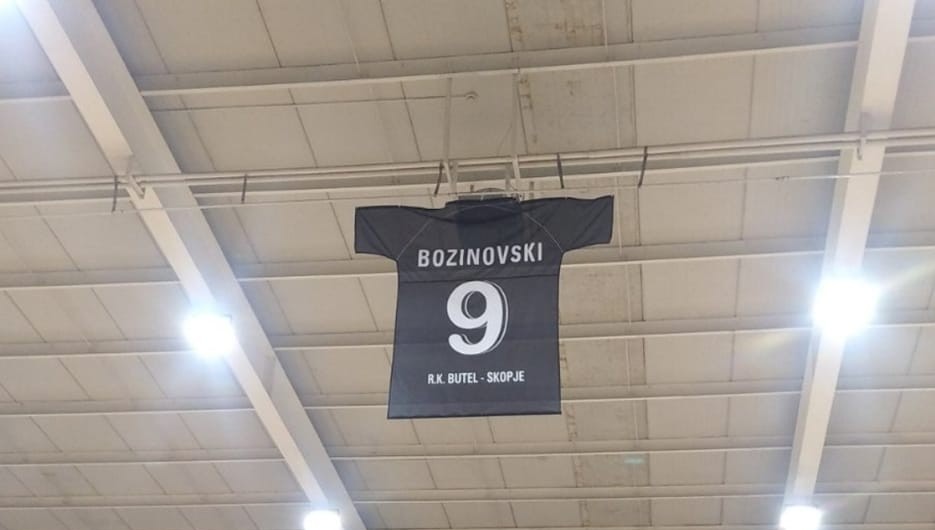 BOZINOVSKI
9
R.K. BUTEL - SKOPJE